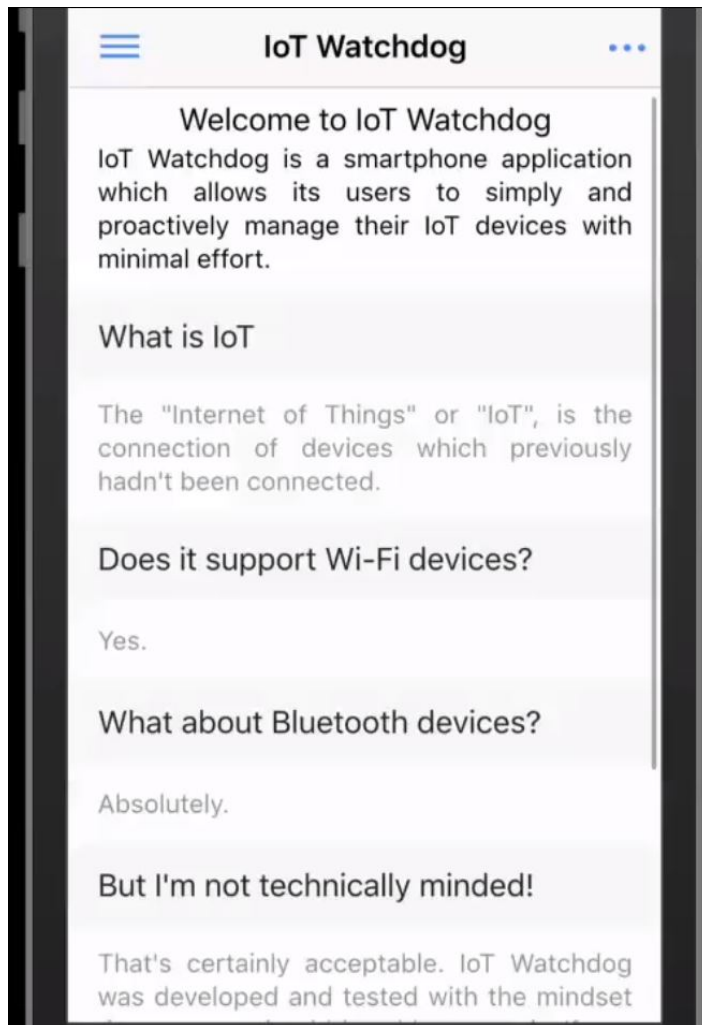 IoT Watchdog
Welcome to IoT Watchdog
IoT Watchdog is a smartphone application
which allows its users to simply and
proactively manage their IoT devices with
minimal effort.
What is IoT
The "Internet of Things" or "IoT", is the
connection of devices which previously
hadn't been connected.
Does it support Wi-Fi devices?
Yes.
What about Bluetooth devices?
Absolutely.
But I'm not technically minded!
That's certainly acceptable. IoT Watchdog
was developed and tested with the mindset